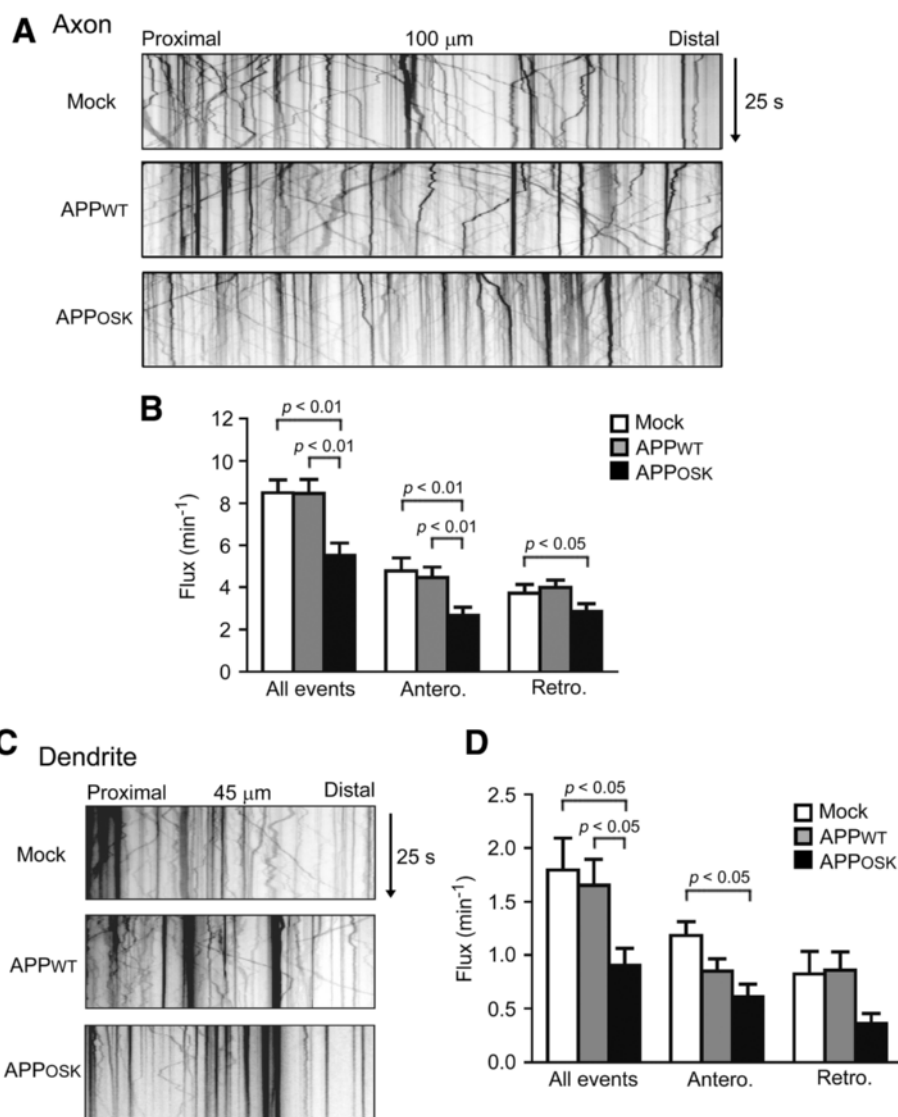 A Axon
Proximal 100 μm Distal
Mock
25 s
APPWT
APPOSK
B
12
10
8
6
4
2
0
Flux (min⁻¹)
p < 0.01
p < 0.01
p < 0.01
p < 0.01
p < 0.05
Mock
APPWT
APPOSK
All events Antero. Retro.
C Dendrite
Proximal 45 μm Distal
Mock
25 s
APPWT
APPOSK
D
2.5
2.0
1.5
1.0
0.5
0.0
Flux (min⁻¹)
p < 0.05
p < 0.05
p < 0.05
Mock
APPWT
APPOSK
All events Antero. Retro.